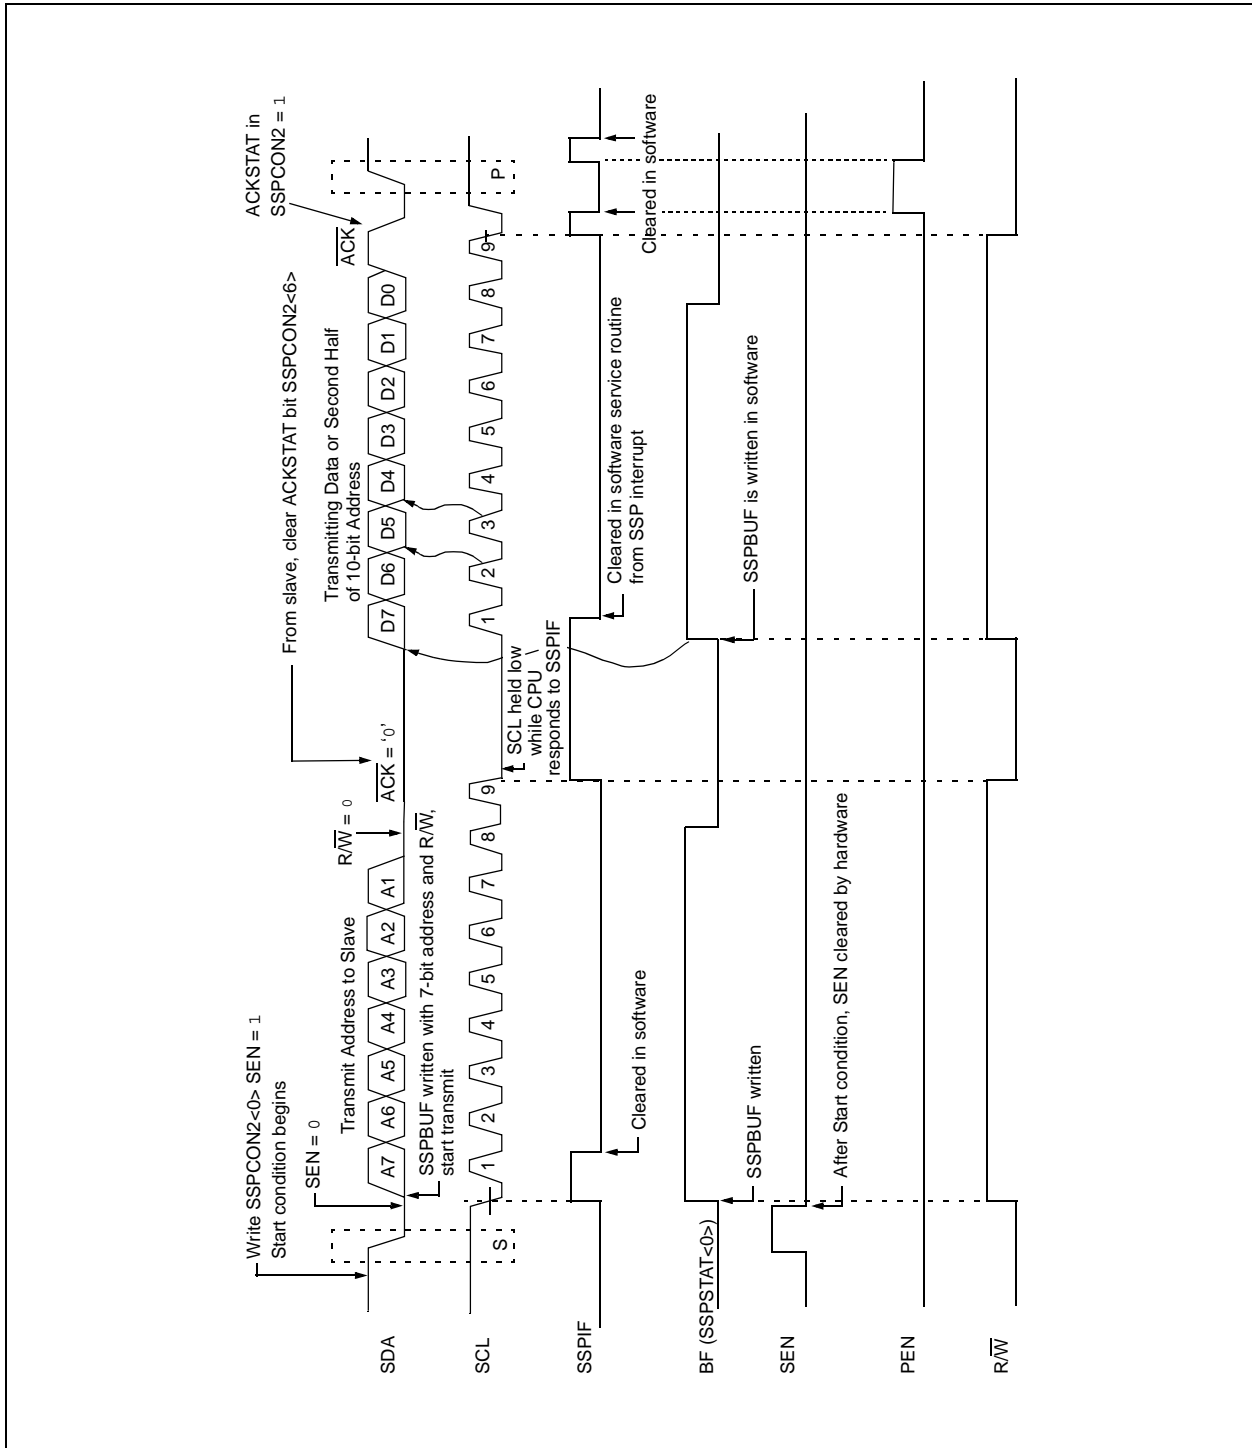 Write SSPCON2<0> SEN = 1
Start condition begins
SEN = 0
Transmit Address to Slave
R/W = 0
From slave, clear ACKSTAT bit SSPCON2<6>
ACK = ‘0’
Transmitting Data or Second Half
of 10-bit Address
ACKSTAT in
SSPCON2 = 1
ACK
SDA
A7 A6 A5 A4 A3 A2 A1
D7 D6 D5 D4 D3 D2 D1 D0
SSPBUF written with 7-bit address and R/W,
start transmit
SCL
S
1 2 3 4 5 6 7 8 9
1 2 3 4 5 6 7 8 9
P
SCL held low
while CPU
responds to SSPIF
SSPIF
Cleared in software
Cleared in software service routine
from SSP interrupt
Cleared in software
BF (SSPSTAT<0>)
SSPBUF written
SSPBUF is written in software
SEN
After Start condition, SEN cleared by hardware
PEN
R/W